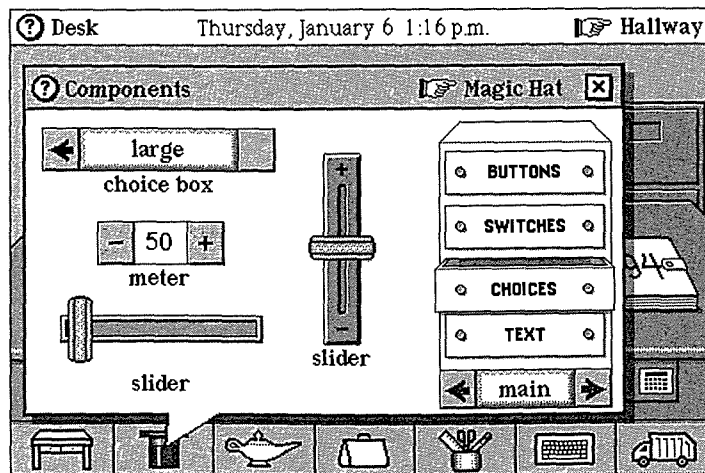 ? Desk Thursday, January 6 1:16 p.m. Hallway
? Components Magic Hat
large
choice box
- 50 +
meter
slider
+
-
slider
BUTTONS
SWITCHES
CHOICES
TEXT
main
94